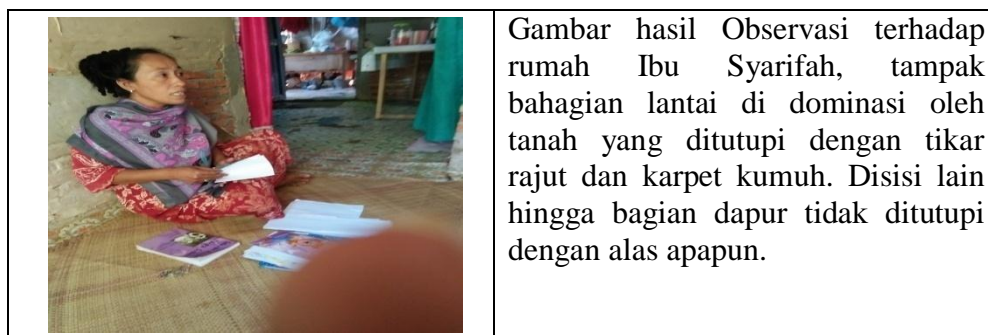 Gambar hasil Observasi terhadap
rumah Ibu Syarifah, tampak
bahagian lantai di dominasi oleh
tanah yang ditutupi dengan tikar
rajut dan karpet kumuh. Disisi lain
hingga bagian dapur tidak ditutupi
dengan alas apapun.